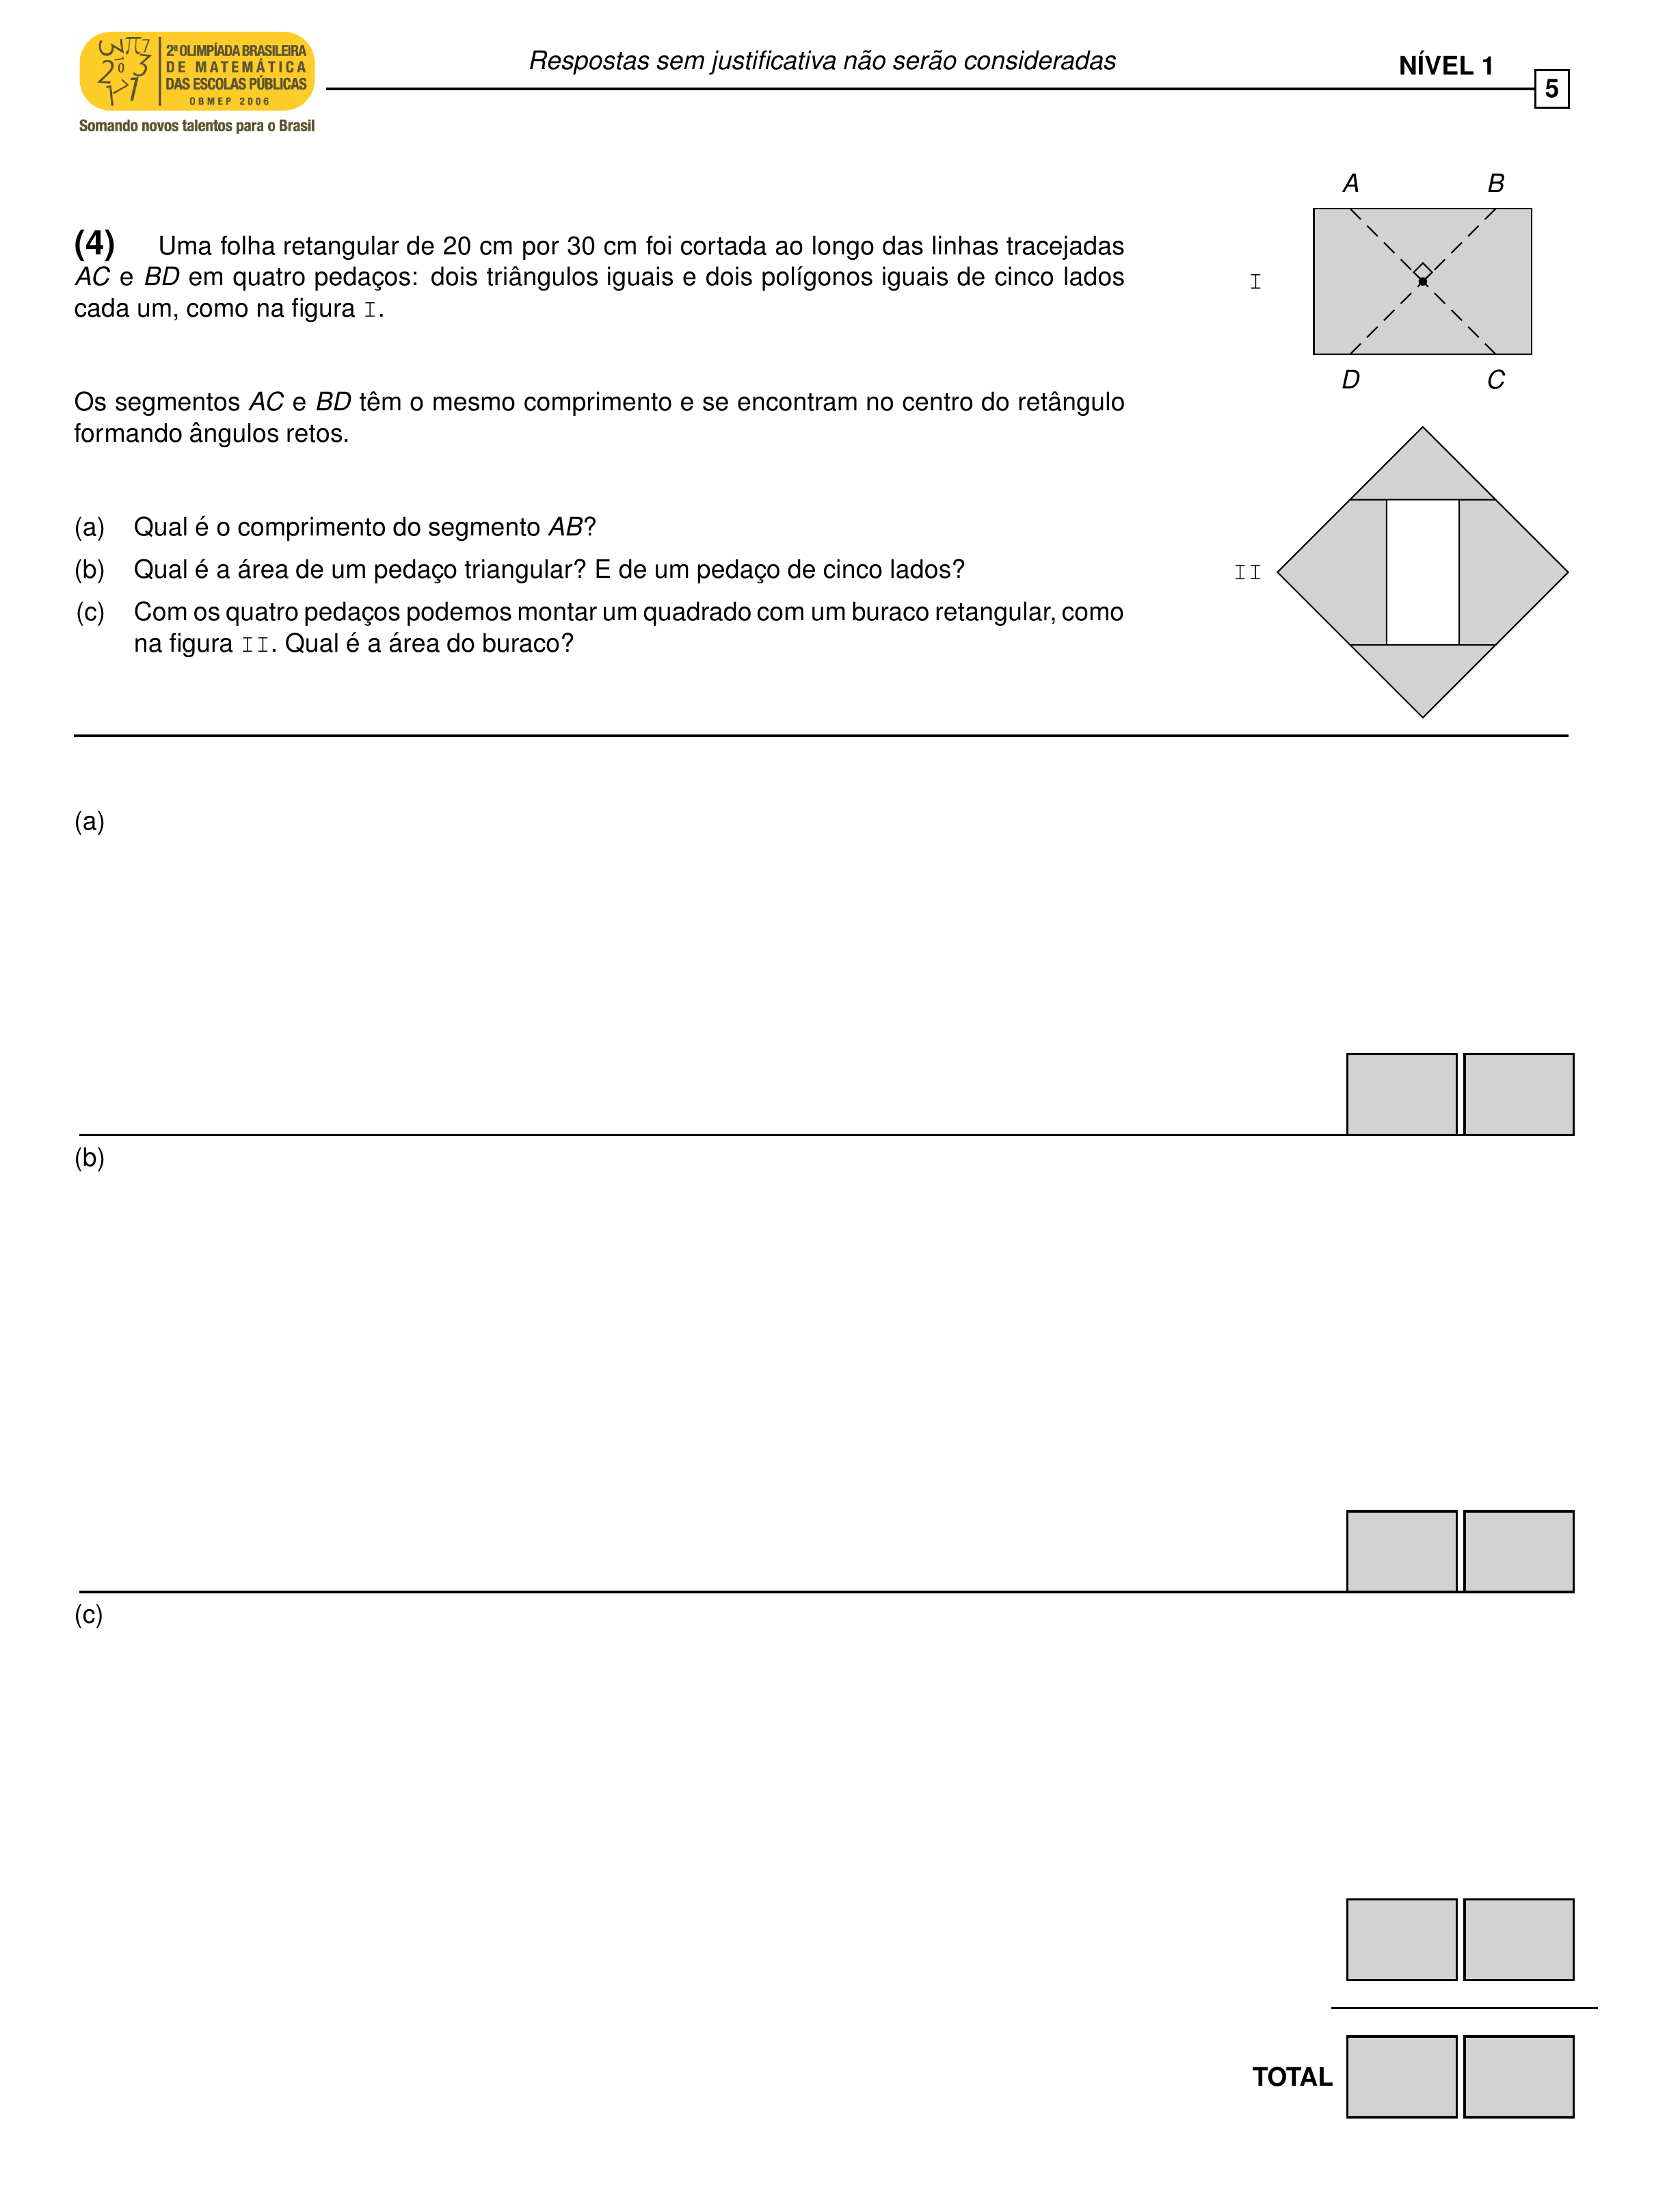 2ª OLIMPÍADA BRASILEIRA
DE MATEMÁTICA
DAS ESCOLAS PÚBLICAS
OBMEP 2006
Somando novos talentos para o Brasil
Respostas sem justificativa não serão consideradas
NÍVEL 1
5
(4) Uma folha retangular de 20 cm por 30 cm foi cortada ao longo das linhas tracejadas
AC e BD em quatro pedaços: dois triângulos iguais e dois polígonos iguais de cinco lados
cada um, como na figura I.
Os segmentos AC e BD têm o mesmo comprimento e se encontram no centro do retângulo
formando ângulos retos.
(a) Qual é o comprimento do segmento AB?
(b) Qual é a área de um pedaço triangular? E de um pedaço de cinco lados?
(c) Com os quatro pedaços podemos montar um quadrado com um buraco retangular, como
na figura II. Qual é a área do buraco?
A B
I
D C
II
(a)
(b)
(c)
TOTAL